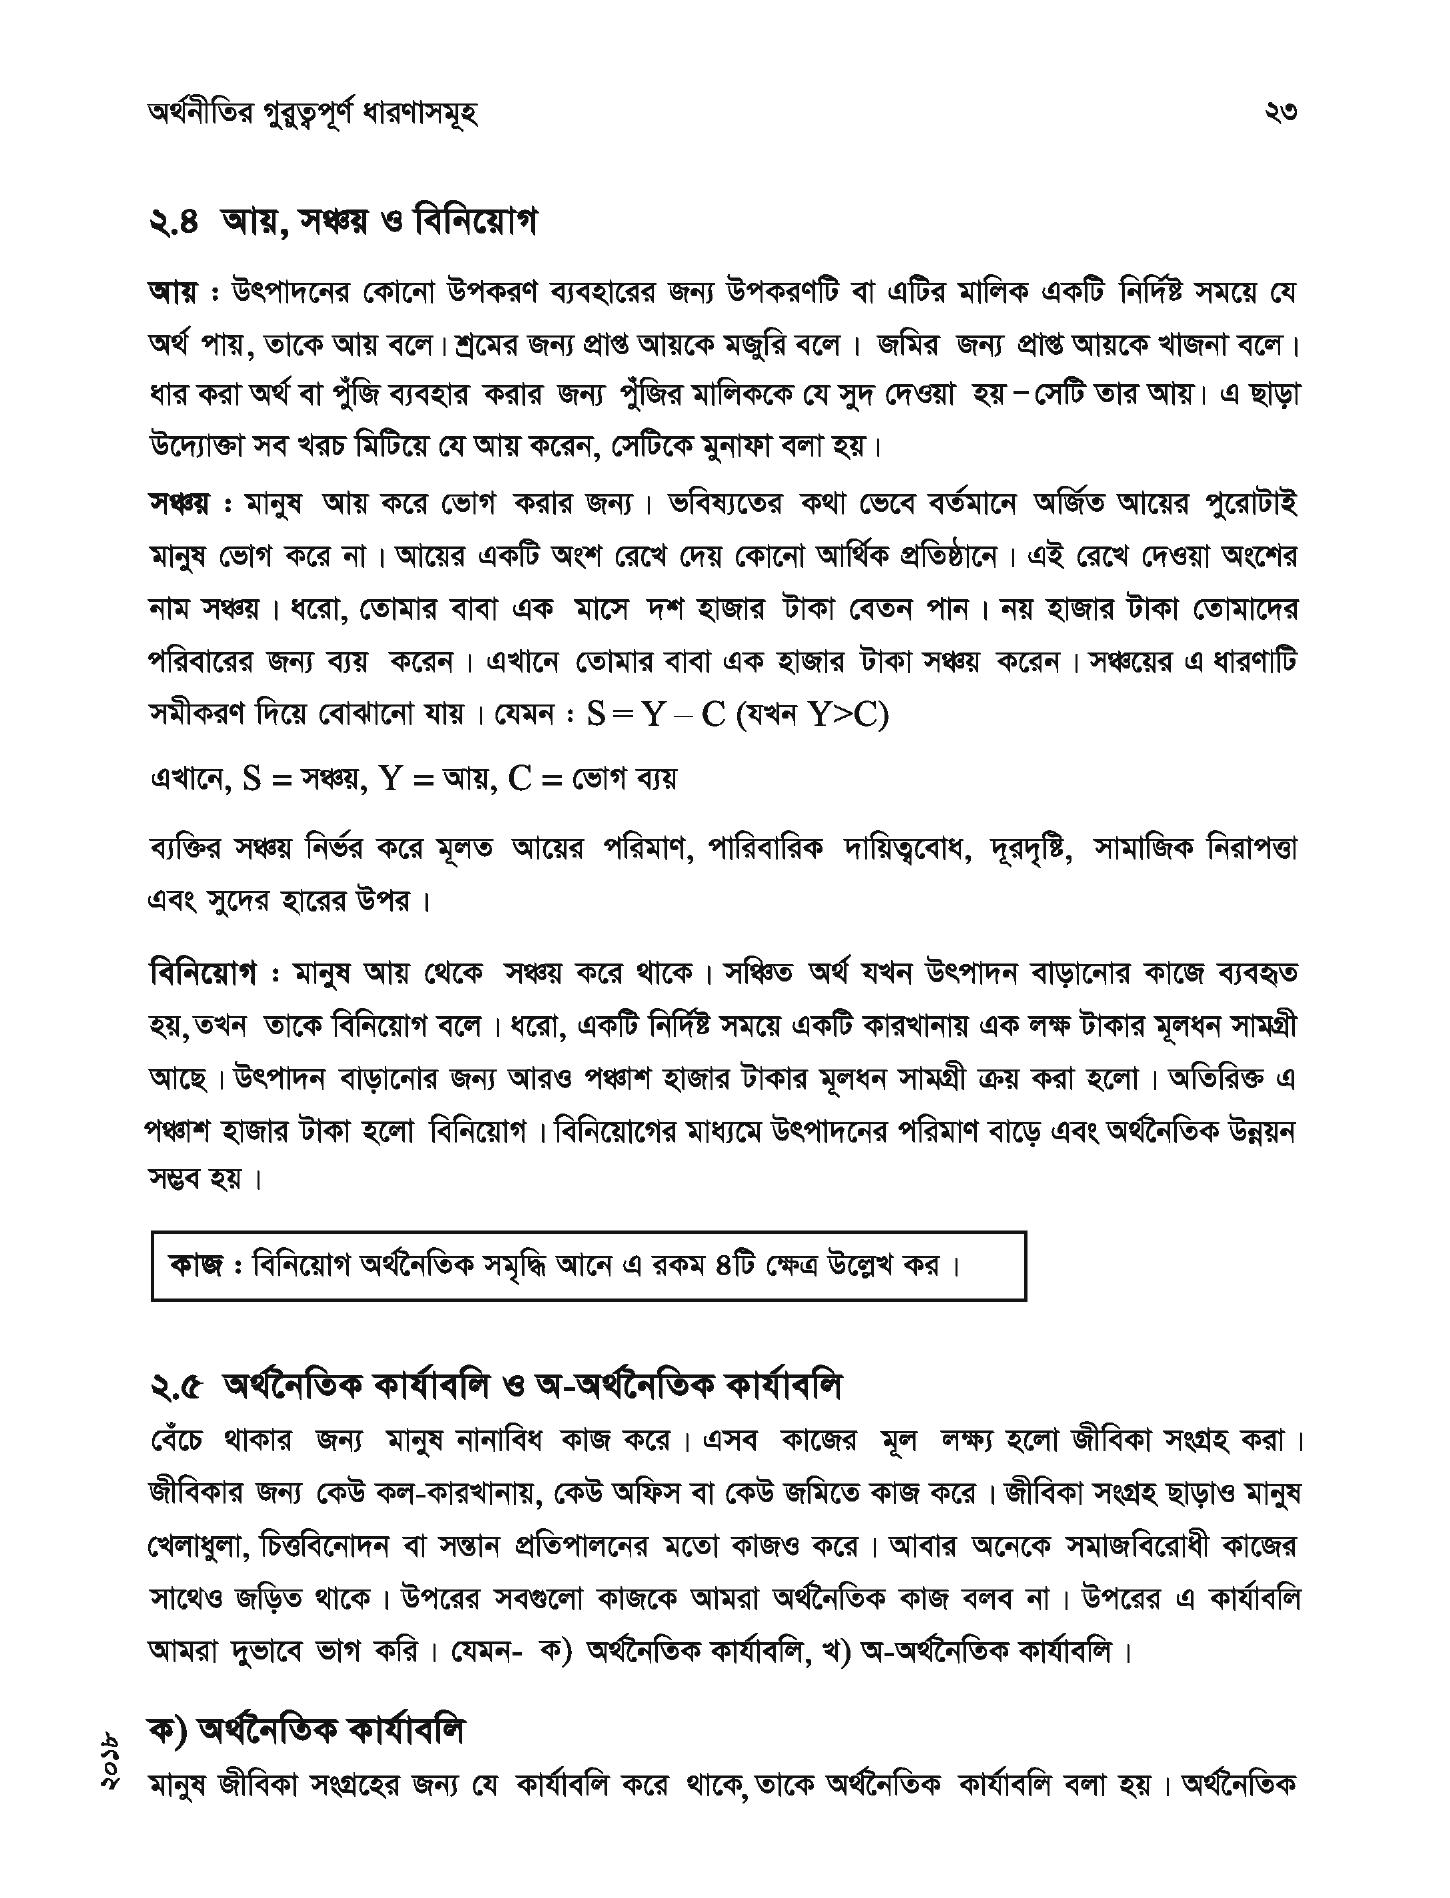 অর্থনীতির গুরুত্বপূর্ণ ধারণাসমূহ ২৩
২.৪ আয়, সঞ্চয় ও বিনিয়োগ
আয় : উৎপাদনের কোনো উপকরণ ব্যবহারের জন্য উপকরণটি বা এটির মালিক একটি নির্দিষ্ট সময়ে যে
অর্থ পায়, তাকে আয় বলে। শ্রমের জন্য প্রাপ্ত আয়কে মজুরি বলে। জমির জন্য প্রাপ্ত আয়কে খাজনা বলে।
ধার করা অর্থ বা পুঁজি ব্যবহার করার জন্য পুঁজির মালিককে যে সুদ দেওয়া হয় – সেটি তার আয়। এ ছাড়া
উদ্যোক্তা সব খরচ মিটিয়ে যে আয় করেন, সেটিকে মুনাফা বলা হয়।
সঞ্চয় : মানুষ আয় করে ভোগ করার জন্য। ভবিষ্যতের কথা ভেবে বর্তমানে অর্জিত আয়ের পুরোটাই
মানুষ ভোগ করে না। আয়ের একটি অংশ রেখে দেয় কোনো আর্থিক প্রতিষ্ঠানে। এই রেখে দেওয়া অংশের
নাম সঞ্চয়। ধরো, তোমার বাবা এক মাসে দশ হাজার টাকা বেতন পান। নয় হাজার টাকা তোমাদের
পরিবারের জন্য ব্যয় করেন। এখানে তোমার বাবা এক হাজার টাকা সঞ্চয় করেন। সঞ্চয়ের এ ধারণাটি
সমীকরণ দিয়ে বোঝানো যায়। যেমন : S = Y – C (যখন Y>C)
এখানে, S = সঞ্চয়, Y = আয়, C = ভোগ ব্যয়
ব্যক্তির সঞ্চয় নির্ভর করে মূলত আয়ের পরিমাণ, পারিবারিক দায়িত্ববোধ, দূরদৃষ্টি, সামাজিক নিরাপত্তা
এবং সুদের হারের উপর।
বিনিয়োগ : মানুষ আয় থেকে সঞ্চয় করে থাকে। সঞ্চিত অর্থ যখন উৎপাদন বাড়ানোর কাজে ব্যবহৃত
হয়, তখন তাকে বিনিয়োগ বলে। ধরো, একটি নির্দিষ্ট সময়ে একটি কারখানায় এক লক্ষ টাকার মূলধন সামগ্রী
আছে। উৎপাদন বাড়ানোর জন্য আরও পঞ্চাশ হাজার টাকার মূলধন সামগ্রী ক্রয় করা হলো। অতিরিক্ত এ
পঞ্চাশ হাজার টাকা হলো বিনিয়োগ। বিনিয়োগের মাধ্যমে উৎপাদনের পরিমাণ বাড়ে এবং অর্থনৈতিক উন্নয়ন
সম্ভব হয়।
কাজ : বিনিয়োগ অর্থনৈতিক সমৃদ্ধি আনে এ রকম ৪টি ক্ষেত্র উল্লেখ কর।
২.৫ অর্থনৈতিক কার্যাবলি ও অ-অর্থনৈতিক কার্যাবলি
বেঁচে থাকার জন্য মানুষ নানাবিধ কাজ করে। এসব কাজের মূল লক্ষ্য হলো জীবিকা সংগ্রহ করা।
জীবিকার জন্য কেউ কল-কারখানায়, কেউ অফিস বা কেউ জমিতে কাজ করে। জীবিকা সংগ্রহ ছাড়াও মানুষ
খেলাধুলা, চিত্তবিনোদন বা সন্তান প্রতিপালনের মতো কাজও করে। আবার অনেকে সমাজবিরোধী কাজের
সাথেও জড়িত থাকে। উপরের সবগুলো কাজকে আমরা অর্থনৈতিক কাজ বলব না। উপরের এ কার্যাবলি
আমরা দুভাবে ভাগ করি। যেমন- ক) অর্থনৈতিক কার্যাবলি, খ) অ-অর্থনৈতিক কার্যাবলি।
ক) অর্থনৈতিক কার্যাবলি
মানুষ জীবিকা সংগ্রহের জন্য যে কার্যাবলি করে থাকে, তাকে অর্থনৈতিক কার্যাবলি বলা হয়। অর্থনৈতিক
২০১৮